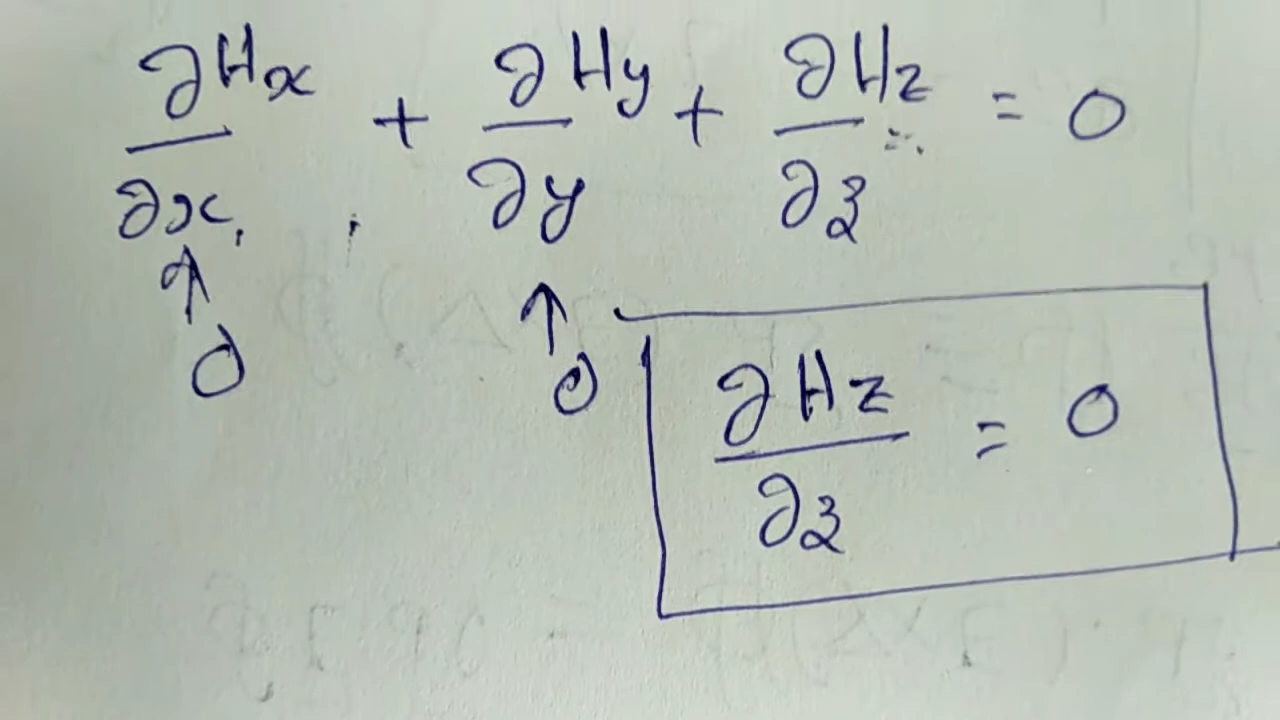 ∂Hx/∂x + ∂Hy/∂y + ∂Hz/∂z = 0
↑ ↑
0 0
∂Hz/∂z = 0